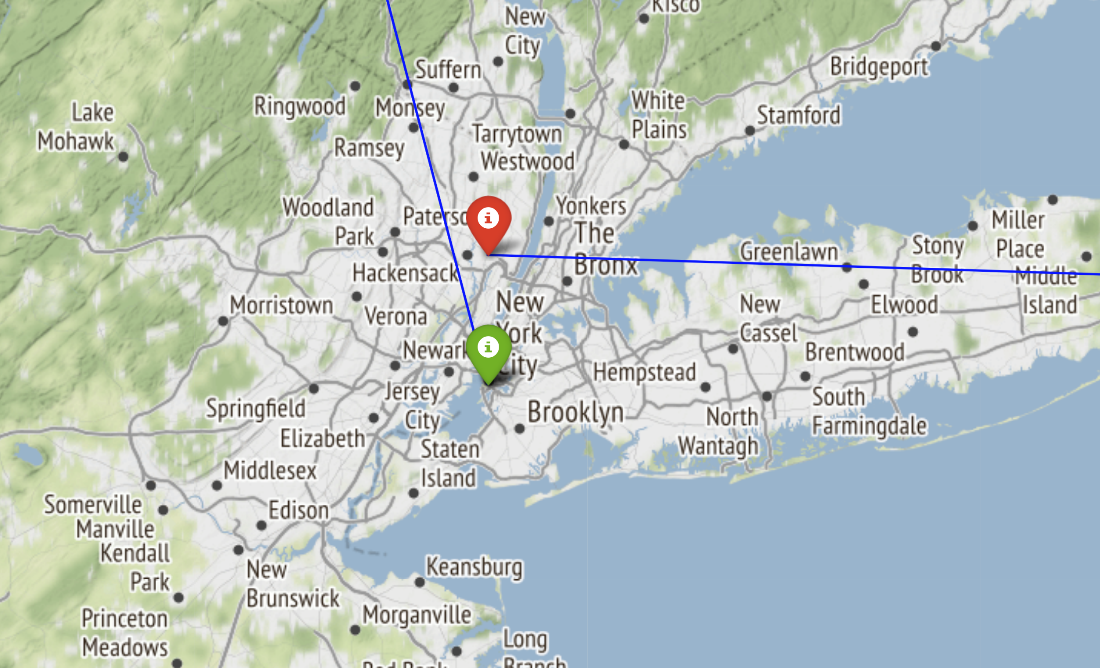 Kisco
New
City
Bridgeport
Suffern
Ringwood
Monsey
Lake
Mohawk
White
Plains
Stamford
Tarrytown
Ramsey
Westwood
Woodland
Park
Yonkers
The
Bronx
Miller
Place
Stony
Brook
Greenlawn
Hackensack
Middle
Island
Morristown
Verona
New
York
City
New
Cassel
Elwood
Newark
Brentwood
Hempstead
Jersey
City
Springfield
Brooklyn
South
Farmingdale
North
Wantagh
Elizabeth
Staten
Island
Middlesex
Somerville
Manville
Edison
Kendall
Park
New
Brunswick
Keansburg
Princeton
Meadows
Morganville
Long
Branch
Red Bank